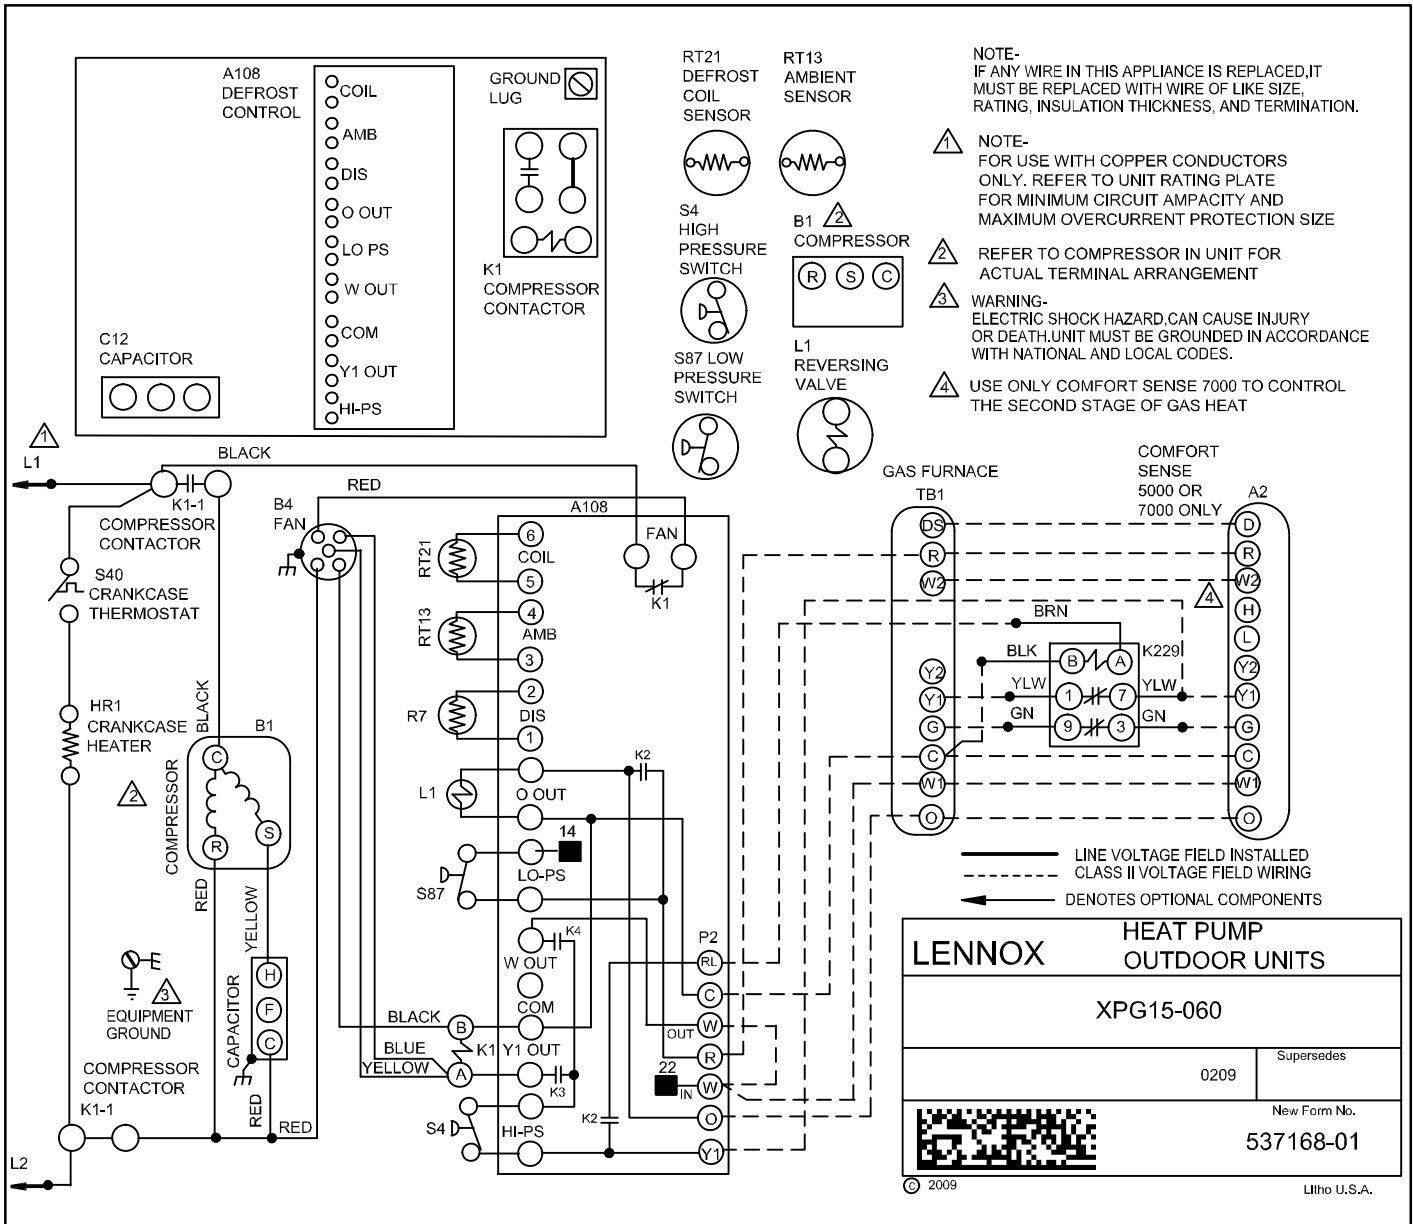 A108
DEFROST
CONTROL
COIL
AMB
DIS
O OUT
LO PS
W OUT
COM
Y1 OUT
HI-PS
GROUND
LUG
K1
COMPRESSOR
CONTACTOR
C12
CAPACITOR
RT21
DEFROST
COIL
SENSOR
RT13
AMBIENT
SENSOR
S4
HIGH
PRESSURE
SWITCH
B1
2
COMPRESSOR
R
S
C
S87 LOW
PRESSURE
SWITCH
L1
REVERSING
VALVE
NOTE-
IF ANY WIRE IN THIS APPLIANCE IS REPLACED,IT
MUST BE REPLACED WITH WIRE OF LIKE SIZE,
RATING, INSULATION THICKNESS, AND TERMINATION.
1
NOTE-
FOR USE WITH COPPER CONDUCTORS
ONLY. REFER TO UNIT RATING PLATE
FOR MINIMUM CIRCUIT AMPACITY AND
MAXIMUM OVERCURRENT PROTECTION SIZE
2
REFER TO COMPRESSOR IN UNIT FOR
ACTUAL TERMINAL ARRANGEMENT
3
WARNING-
ELECTRIC SHOCK HAZARD,CAN CAUSE INJURY
OR DEATH.UNIT MUST BE GROUNDED IN ACCORDANCE
WITH NATIONAL AND LOCAL CODES.
4
USE ONLY COMFORT SENSE 7000 TO CONTROL
THE SECOND STAGE OF GAS HEAT
1
L1
BLACK
K1-1
COMPRESSOR
CONTACTOR
S40
CRANKCASE
THERMOSTAT
HR1
CRANKCASE
HEATER
BLACK
B1
2
COMPRESSOR
C
S
R
RED
YELLOW
EQUIPMENT
GROUND
3
CAPACITOR
H
F
C
RED
RED
COMPRESSOR
CONTACTOR
K1-1
L2
RED
B4
FAN
A108
RT21
6
COIL
5
RT13
4
AMB
3
R7
2
DIS
1
FAN
K1
L1
O OUT
K2
14
LO-PS
S87
K4
W OUT
COM
BLACK
B
BLUE
K1
Y1 OUT
YELLOW
A
K3
S4
HI-PS
K2
22
IN
OUT
P2
RL
C
W
R
W
O
Y1
GAS FURNACE
TB1
DS
R
W2
Y2
Y1
G
C
W1
O
BRN
BLK
B
A
K229
YLW
1
7
YLW
GN
9
3
GN
COMFORT
SENSE
5000 OR
7000 ONLY
A2
4
D
R
W2
H
L
Y2
Y1
G
C
W1
O
LINE VOLTAGE FIELD INSTALLED
CLASS II VOLTAGE FIELD WIRING
DENOTES OPTIONAL COMPONENTS
LENNOX
HEAT PUMP
OUTDOOR UNITS
XPG15-060
0209
Supersedes
New Form No.
537168-01
© 2009
Litho U.S.A.